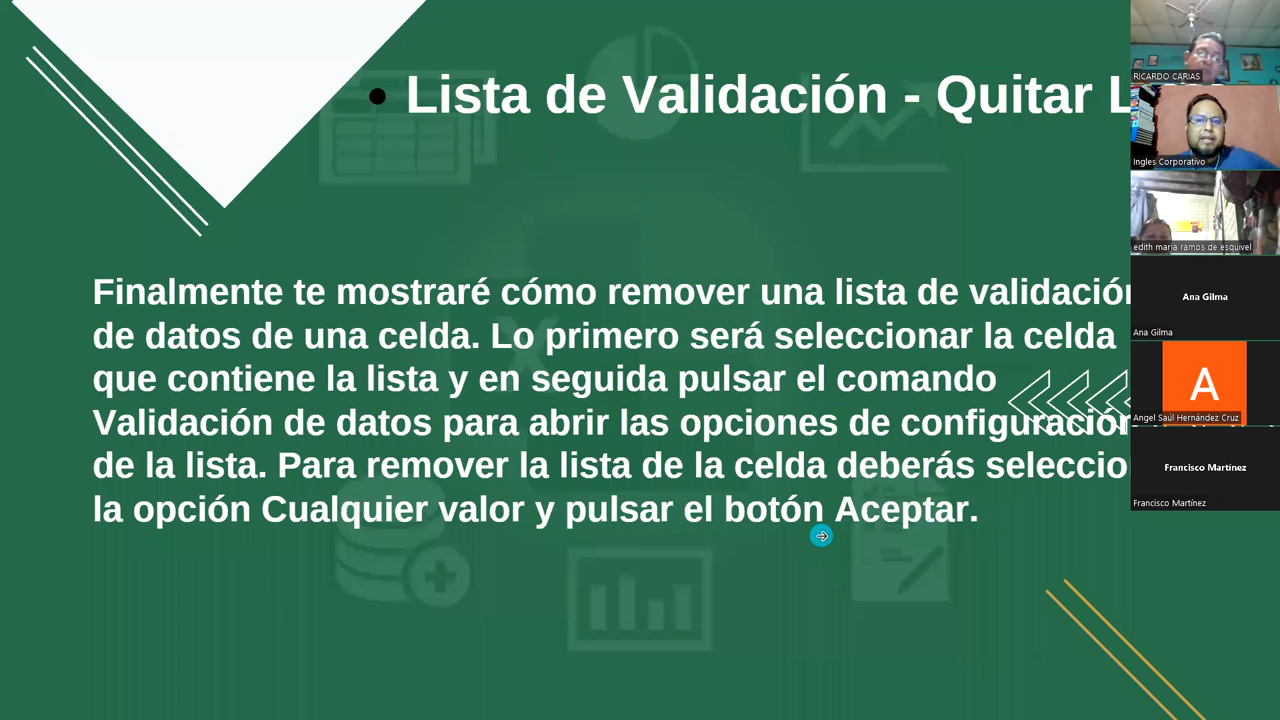 • Lista de Validación - Quitar L
Finalmente te mostraré cómo remover una lista de validación
de datos de una celda. Lo primero será seleccionar la celda
que contiene la lista y en seguida pulsar el comando
Validación de datos para abrir las opciones de configuración
de la lista. Para remover la lista de la celda deberás seleccio
la opción Cualquier valor y pulsar el botón Aceptar.
RICARDO CARIAS
Ingles Corporativo
edith maria ramos de esquivel
Ana Gilma
Ana Gilma
A
Angel Saúl Hernández Cruz
Francisco Martínez
Francisco Martínez